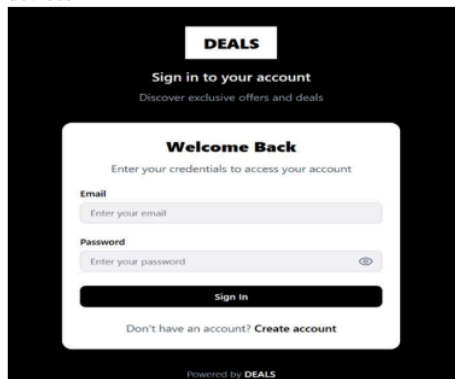 DEALS
Sign in to your account
Discover exclusive offers and deals
Welcome Back
Enter your credentials to access your account
Email
Enter your email
Password
Enter your password
Sign In
Don't have an account? Create account
Powered by DEALS